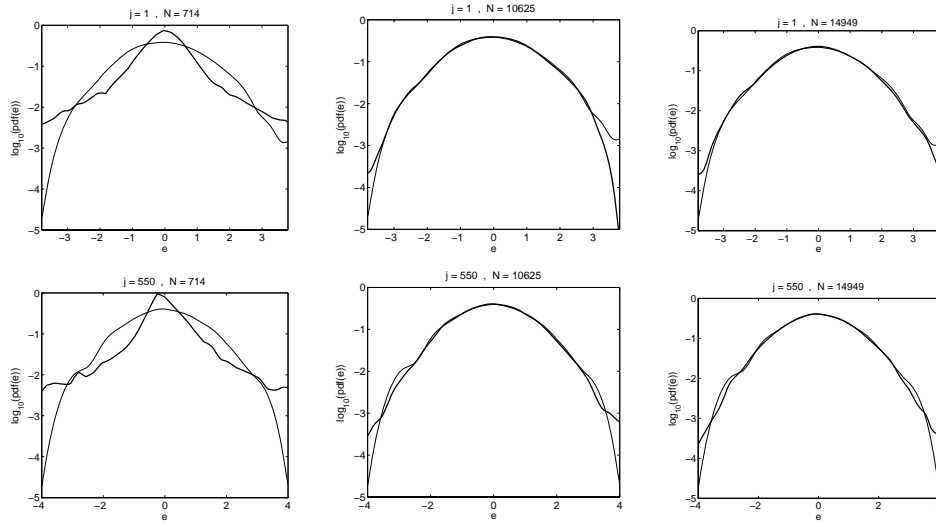 j = 1 , N = 714
0
−1
−2
−3
−4
−5
log10(pdf(e))
−3 −2 −1 0 1 2 3
e
j = 1 , N = 10625
0
−1
−2
−3
−4
−5
log10(pdf(e))
−3 −2 −1 0 1 2 3
e
j = 1 , N = 14949
0
−1
−2
−3
−4
−5
log10(pdf(e))
−3 −2 −1 0 1 2 3
e
j = 550 , N = 714
0
−1
−2
−3
−4
−5
log10(pdf(e))
−4 −2 0 2 4
e
j = 550 , N = 10625
0
−1
−2
−3
−4
−5
log10(pdf(e))
−4 −2 0 2 4
e
j = 550 , N = 14949
0
−1
−2
−3
−4
−5
log10(pdf(e))
−4 −2 0 2
e